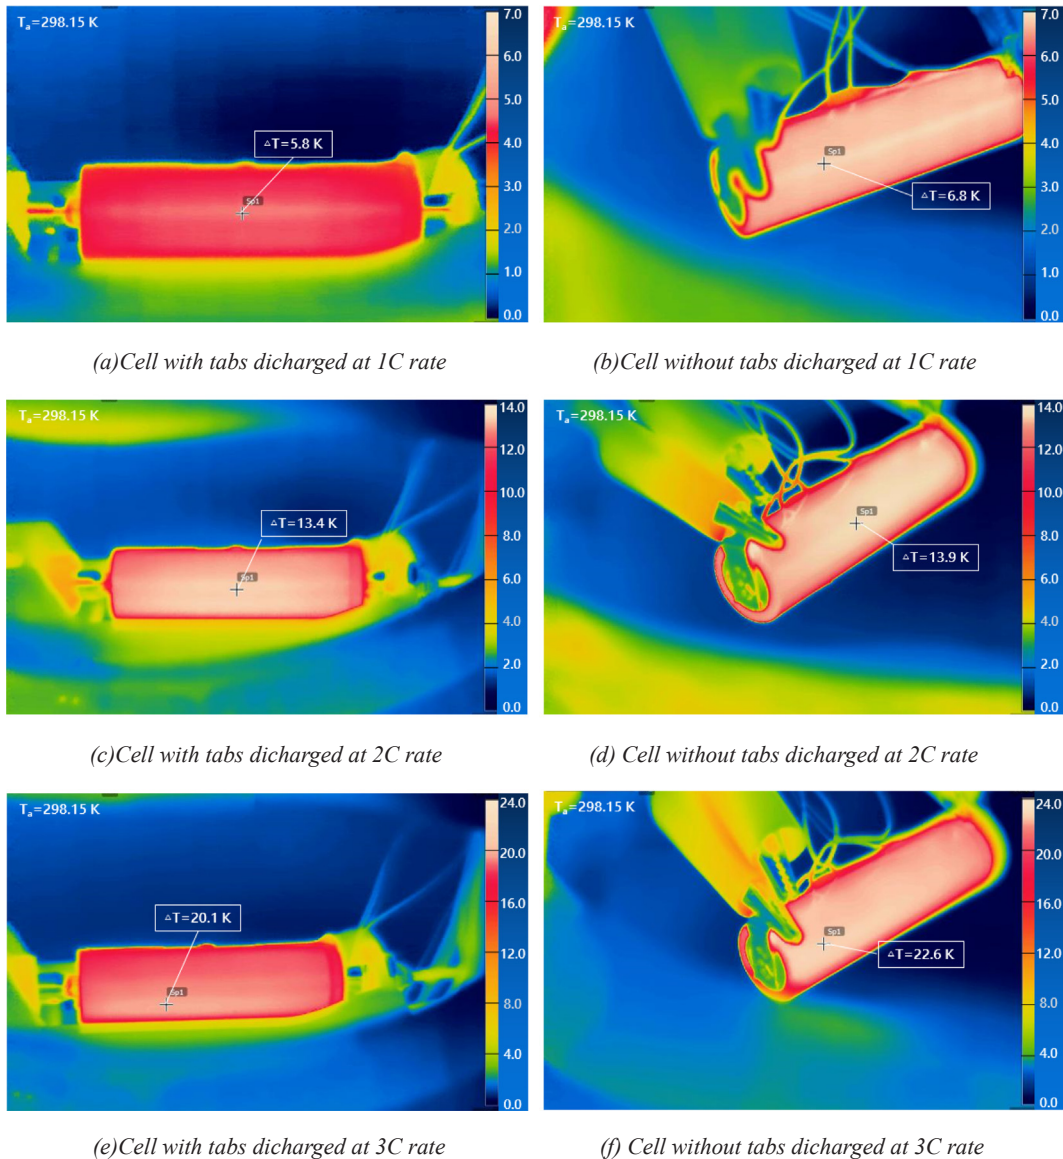 Tₐ=298.15 K
7.0
6.0
5.0
4.0
3.0
2.0
1.0
0.0
△T=5.8 K
Sp1
(a)Cell with tabs dicharged at 1C rate
Tₐ=298.15 K
7.0
6.0
5.0
4.0
3.0
2.0
1.0
0.0
Sp1
△T=6.8 K
(b)Cell without tabs dicharged at 1C rate
Tₐ=298.15 K
14.0
12.0
10.0
8.0
6.0
4.0
2.0
0.0
△T=13.4 K
Sp1
(c)Cell with tabs dicharged at 2C rate
Tₐ=298.15 K
14.0
12.0
10.0
8.0
6.0
4.0
2.0
0.0
Sp1
△T=13.9 K
(d) Cell without tabs dicharged at 2C rate
Tₐ=298.15 K
24.0
20.0
16.0
12.0
8.0
4.0
0.0
△T=20.1 K
Sp1
(e)Cell with tabs dicharged at 3C rate
Tₐ=298.15 K
24.0
20.0
16.0
12.0
8.0
4.0
0.0
Sp1
△T=22.6 K
(f) Cell without tabs dicharged at 3C rate